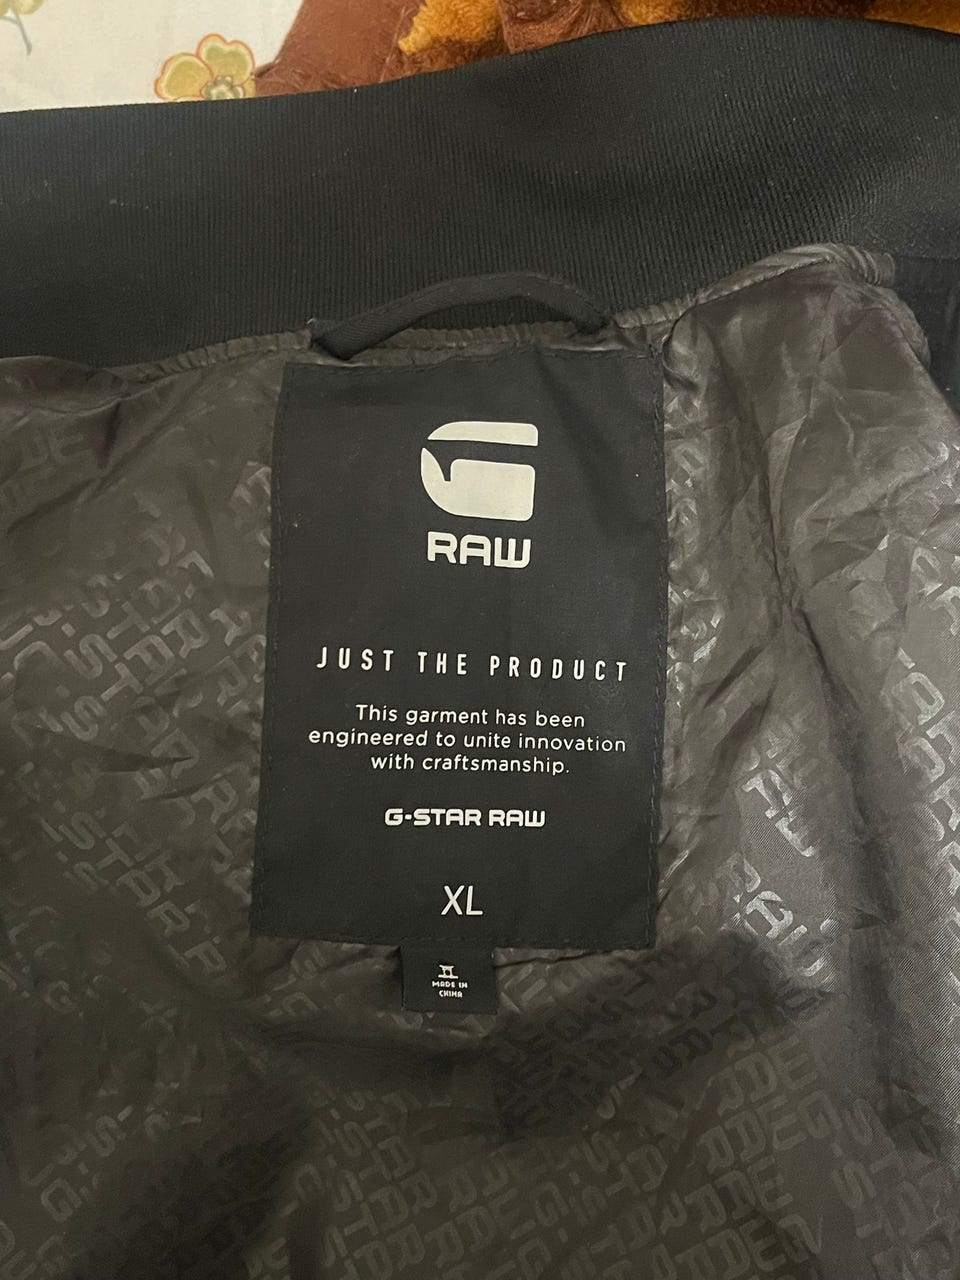 RAW
JUST THE PRODUCT
This garment has been
engineered to unite innovation
with craftsmanship.
G-STAR RAW
XL
MADE IN
CHINA